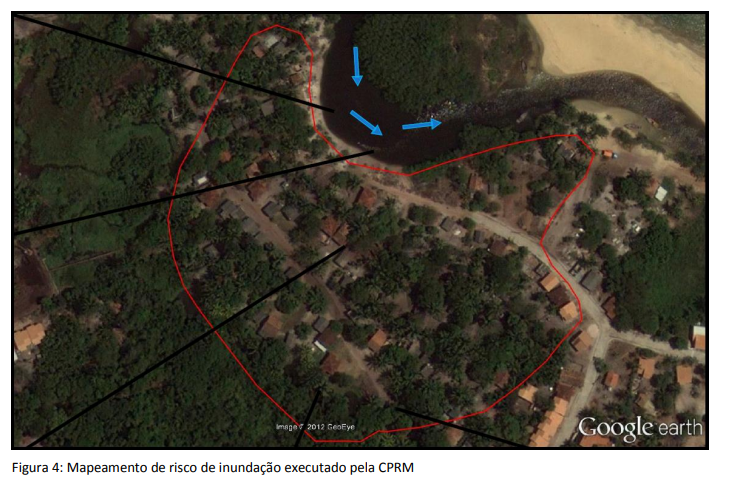 Image © 2012 GeoEye
Google earth
Figura 4: Mapeamento de risco de inundação executado pela CPRM